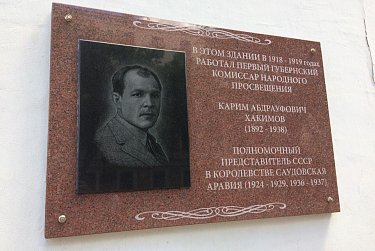 В ЭТОМ ЗДАНИИ В 1918 - 1919 годах
РАБОТАЛ ПЕРВЫЙ ГУБЕРНСКИЙ
КОМИССАР НАРОДНОГО
ПРОСВЕЩЕНИЯ
КАРИМ АБДРАУФОВИЧ
ХАКИМОВ
(1892 - 1938)
ПОЛНОМОЧНЫЙ
ПРЕДСТАВИТЕЛЬ СССР
В КОРОЛЕВСТВЕ САУДОВСКАЯ
АРАВИЯ (1924 - 1929, 1936 - 1937)